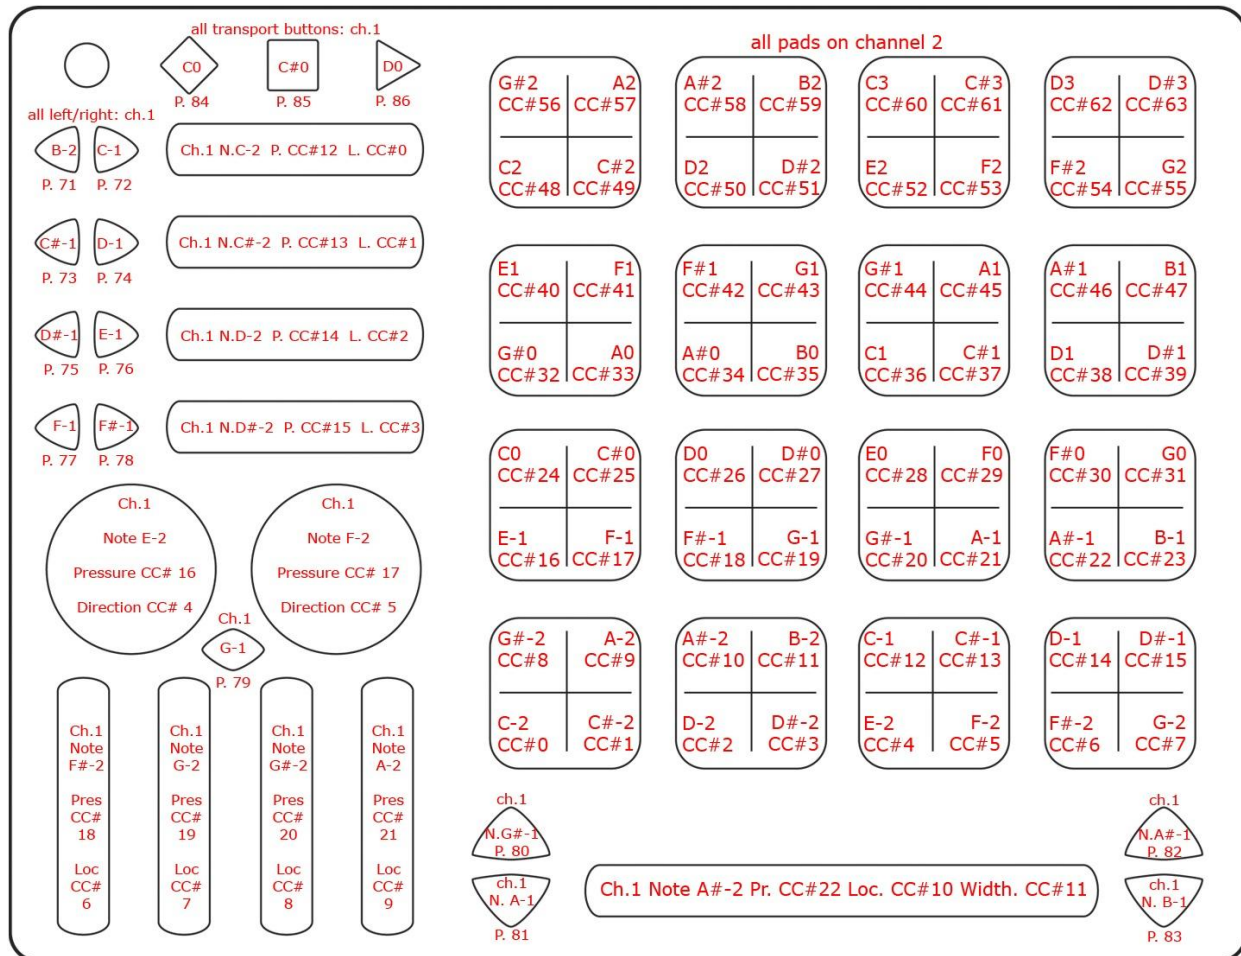 all transport buttons: ch.1
C0
C#0
D0
P. 84
P. 85
P. 86
all left/right: ch.1
B-2
C-1
P. 71
P. 72
Ch.1 N.C-2 P. CC#12 L. CC#0
C#-1
D-1
P. 73
P. 74
Ch.1 N.C#-2 P. CC#13 L. CC#1
D#-1
E-1
P. 75
P. 76
Ch.1 N.D-2 P. CC#14 L. CC#2
F-1
F#-1
P. 77
P. 78
Ch.1 N.D#-2 P. CC#15 L. CC#3
Ch.1
Note E-2
Pressure CC# 16
Direction CC# 4
Ch.1
Note F-2
Pressure CC# 17
Direction CC# 5
Ch.1
G-1
P. 79
Ch.1
Note
F#-2
Pres
CC#
18
Loc
CC#
6
Ch.1
Note
G-2
Pres
CC#
19
Loc
CC#
7
Ch.1
Note
G#-2
Pres
CC#
20
Loc
CC#
8
Ch.1
Note
A-2
Pres
CC#
21
Loc
CC#
9
all pads on channel 2
G#2 A2
CC#56 CC#57
C2 C#2
CC#48 CC#49
A#2 B2
CC#58 CC#59
D2 D#2
CC#50 CC#51
C3 C#3
CC#60 CC#61
E2 F2
CC#52 CC#53
D3 D#3
CC#62 CC#63
F#2 G2
CC#54 CC#55
E1 F1
CC#40 CC#41
G#0 A0
CC#32 CC#33
F#1 G1
CC#42 CC#43
A#0 B0
CC#34 CC#35
G#1 A1
CC#44 CC#45
C1 C#1
CC#36 CC#37
A#1 B1
CC#46 CC#47
D1 D#1
CC#38 CC#39
C0 C#0
CC#24 CC#25
E-1 F-1
CC#16 CC#17
D0 D#0
CC#26 CC#27
F#-1 G-1
CC#18 CC#19
E0 F0
CC#28 CC#29
G#-1 A-1
CC#20 CC#21
F#0 G0
CC#30 CC#31
A#-1 B-1
CC#22 CC#23
G#-2 A-2
CC#8 CC#9
C-2 C#-2
CC#0 CC#1
A#-2 B-2
CC#10 CC#11
D-2 D#-2
CC#2 CC#3
C-1 C#-1
CC#12 CC#13
E-2 F-2
CC#4 CC#5
D-1 D#-1
CC#14 CC#15
F#-2 G-2
CC#6 CC#7
ch.1
N.G#-1
P. 80
ch.1
N. A-1
P. 81
Ch.1 Note A#-2 Pr. CC#22 Loc. CC#10 Width. CC#11
ch.1
N.A#-1
P. 82
ch.1
N. B-1
P. 83